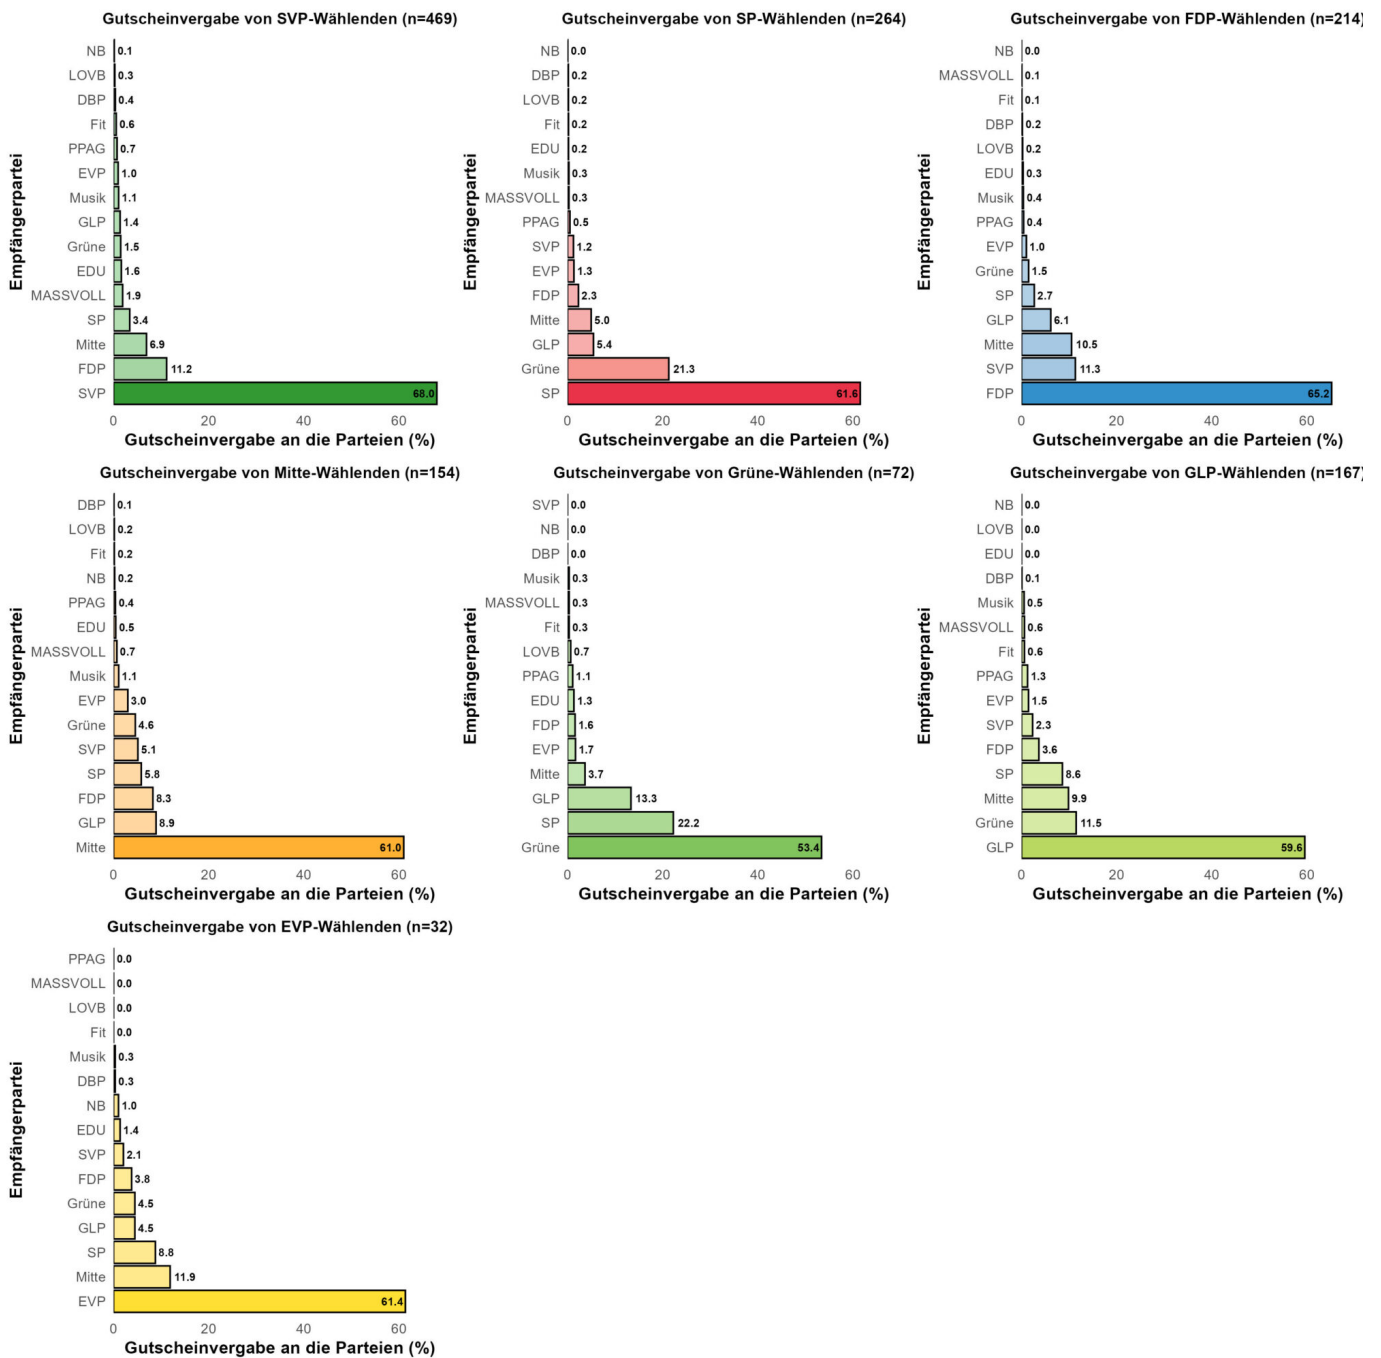 Gutscheinvergabe von SVP-Wählenden (n=469)
Empfängerpartei
NB 0.1
LOVB 0.3
DBP 0.4
Fit 0.6
PPAG 0.7
EVP 1.0
Musik 1.1
GLP 1.4
Grüne 1.5
EDU 1.6
MASSVOLL 1.9
SP 3.4
Mitte 6.9
FDP 11.2
SVP 68.0
0 20 40 60
Gutscheinvergabe an die Parteien (%)
Gutscheinvergabe von SP-Wählenden (n=264)
Empfängerpartei
NB 0.0
DBP 0.2
LOVB 0.2
Fit 0.2
EDU 0.2
Musik 0.3
MASSVOLL 0.3
PPAG 0.5
SVP 1.2
EVP 1.3
FDP 2.3
Mitte 5.0
GLP 5.4
Grüne 21.3
SP 61.6
0 20 40 60
Gutscheinvergabe an die Parteien (%)
Gutscheinvergabe von FDP-Wählenden (n=214)
Empfängerpartei
NB 0.0
MASSVOLL 0.1
Fit 0.1
DBP 0.2
LOVB 0.2
EDU 0.3
Musik 0.4
PPAG 0.4
EVP 1.0
Grüne 1.5
SP 2.7
GLP 6.1
Mitte 10.5
SVP 11.3
FDP 65.2
0 20 40 60
Gutscheinvergabe an die Parteien (%)
Gutscheinvergabe von Mitte-Wählenden (n=154)
Empfängerpartei
DBP 0.1
LOVB 0.2
Fit 0.2
NB 0.2
PPAG 0.4
EDU 0.5
MASSVOLL 0.7
Musik 1.1
EVP 3.0
Grüne 4.6
SVP 5.1
SP 5.8
FDP 8.3
GLP 8.9
Mitte 61.0
0 20 40 60
Gutscheinvergabe an die Parteien (%)
Gutscheinvergabe von Grüne-Wählenden (n=72)
Empfängerpartei
SVP 0.0
NB 0.0
DBP 0.0
Musik 0.3
MASSVOLL 0.3
Fit 0.3
LOVB 0.7
PPAG 1.1
EDU 1.3
FDP 1.6
EVP 1.7
Mitte 3.7
GLP 13.3
SP 22.2
Grüne 53.4
0 20 40 60
Gutscheinvergabe an die Parteien (%)
Gutscheinvergabe von GLP-Wählenden (n=167)
Empfängerpartei
NB 0.0
LOVB 0.0
EDU 0.0
DBP 0.1
Musik 0.5
MASSVOLL 0.6
Fit 0.6
PPAG 1.3
EVP 1.5
SVP 2.3
FDP 3.6
SP 8.6
Mitte 9.9
Grüne 11.5
GLP 59.6
0 20 40 60
Gutscheinvergabe an die Parteien (%)
Gutscheinvergabe von EVP-Wählenden (n=32)
Empfängerpartei
PPAG 0.0
MASSVOLL 0.0
LOVB 0.0
Fit 0.0
Musik 0.3
DBP 0.3
NB 1.0
EDU 1.4
SVP 2.1
FDP 3.8
Grüne 4.5
GLP 4.5
SP 8.8
Mitte 11.9
EVP 61.4
0 20 40 60
Gutscheinvergabe an die Parteien (%)